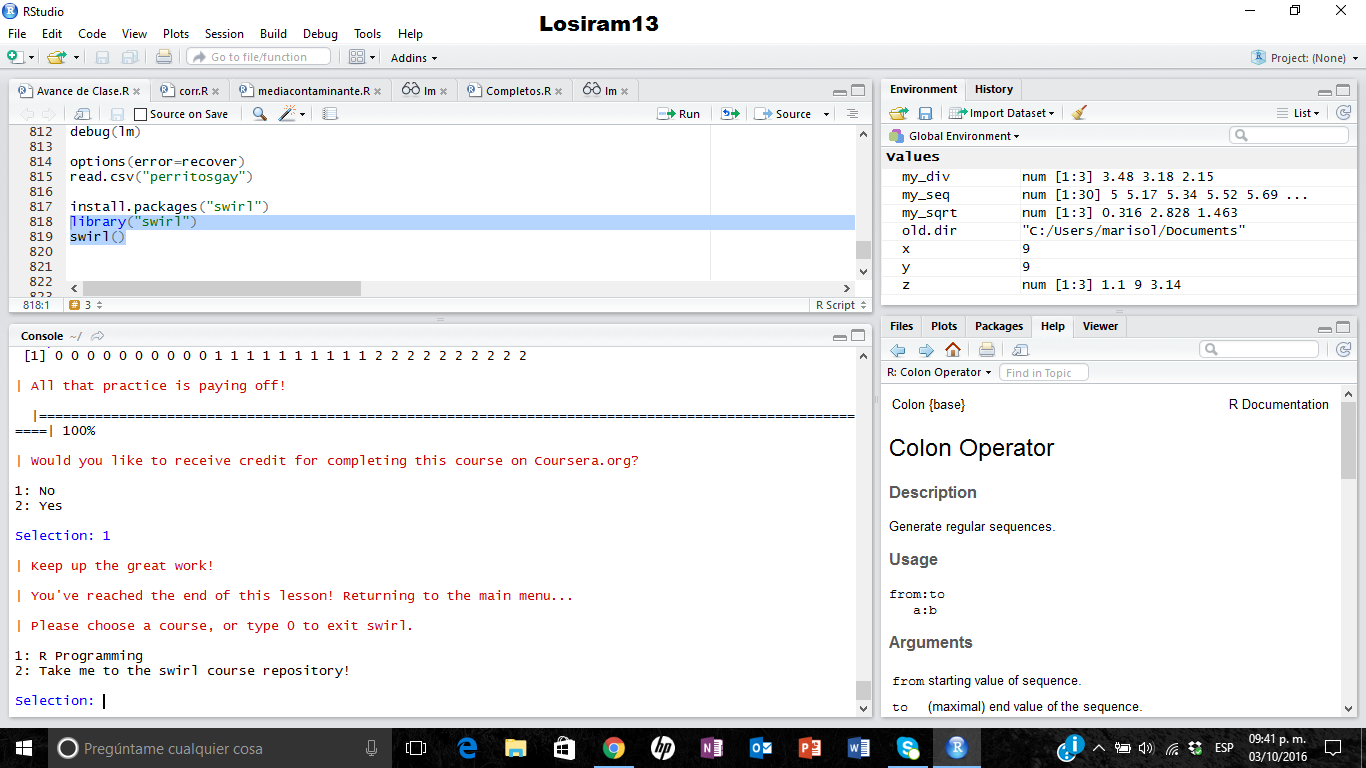 RStudio
Losiram13
File Edit Code View Plots Session Build Debug Tools Help
Go to file/function Addins Project: (None)
Avance de Clase.R corr.R mediacontaminante.R lm Completos.R lm
Source on Save Run Source
812 debug(lm)
813
814 options(error=recover)
815 read.csv("perritosgay")
816
817 install.packages("swirl")
818 library("swirl")
819 swirl()
820
821
822
823
818:1 # 3 R Script
Console ~/
[1] 0 0 0 0 0 0 0 0 0 0 1 1 1 1 1 1 1 1 1 1 2 2 2 2 2 2 2 2 2 2
| All that practice is paying off!
|======================================================================================================
====| 100%
| Would you like to receive credit for completing this course on Coursera.org?
1: No
2: Yes
Selection: 1
| Keep up the great work!
| You've reached the end of this lesson! Returning to the main menu...
| Please choose a course, or type 0 to exit swirl.
1: R Programming
2: Take me to the swirl course repository!
Selection:
Environment History
Import Dataset List
Global Environment
Values
my_div num [1:3] 3.48 3.18 2.15
my_seq num [1:30] 5 5.17 5.34 5.52 5.69 ...
my_sqrt num [1:3] 0.316 2.828 1.463
old.dir "C:/Users/marisol/Documents"
x 9
y 9
z num [1:3] 1.1 9 3.14
Files Plots Packages Help Viewer
R: Colon Operator Find in Topic
Colon {base} R Documentation
Colon Operator
Description
Generate regular sequences.
Usage
from:to
a:b
Arguments
from starting value of sequence.
to (maximal) end value of the sequence.
Pregúntame cualquier cosa
ESP
09:41 p. m.
03/10/2016